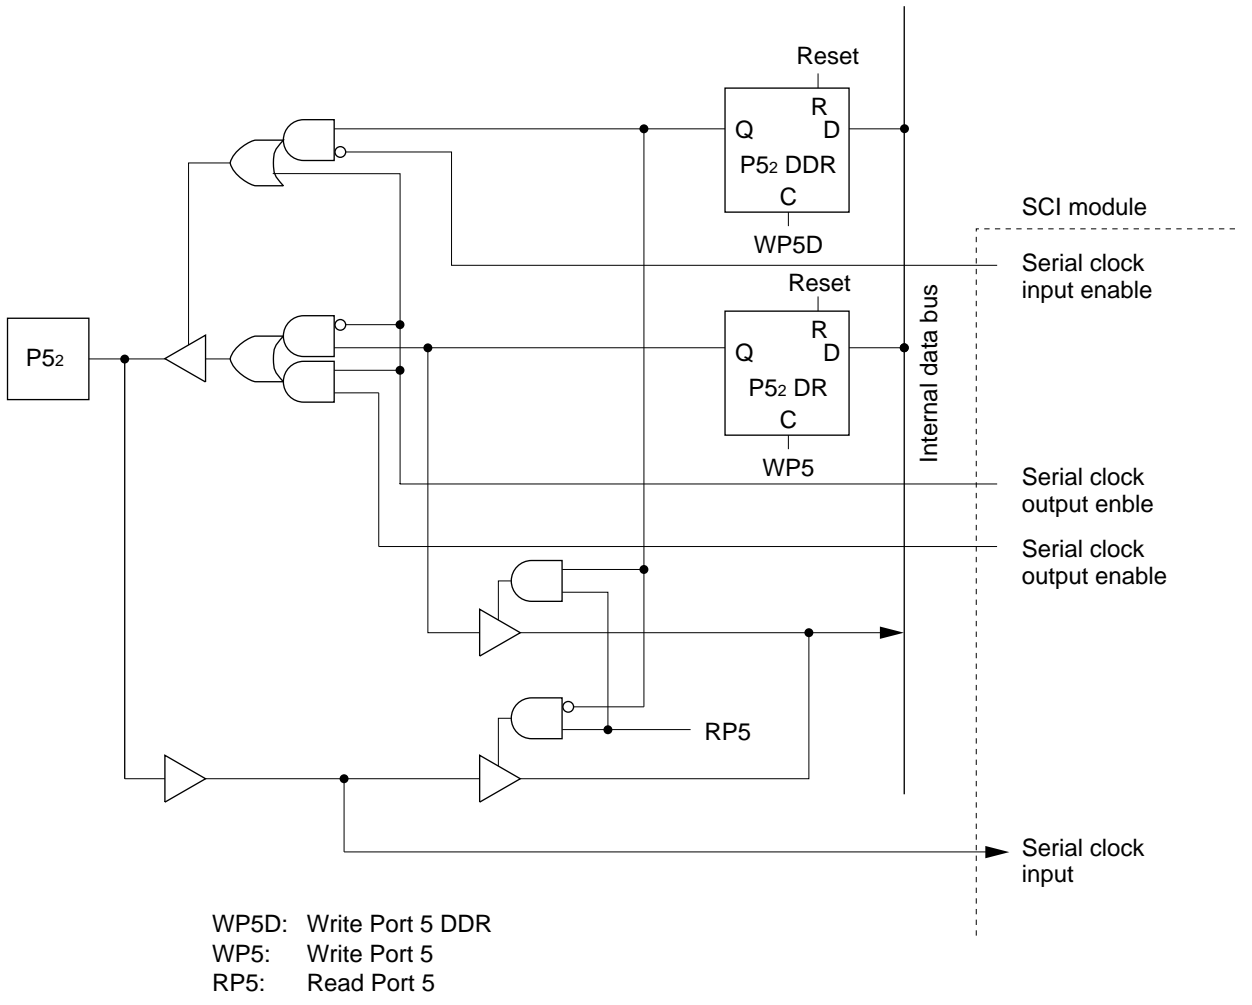 Reset
R
Q
D
P5₂ DDR
C
WP5D
SCI module
Serial clock
input enable
Reset
R
Q
D
P5₂ DR
C
WP5
P5₂
Internal data bus
Serial clock
output enble
Serial clock
output enable
RP5
Serial clock
input
WP5D: Write Port 5 DDR
WP5: Write Port 5
RP5: Read Port 5